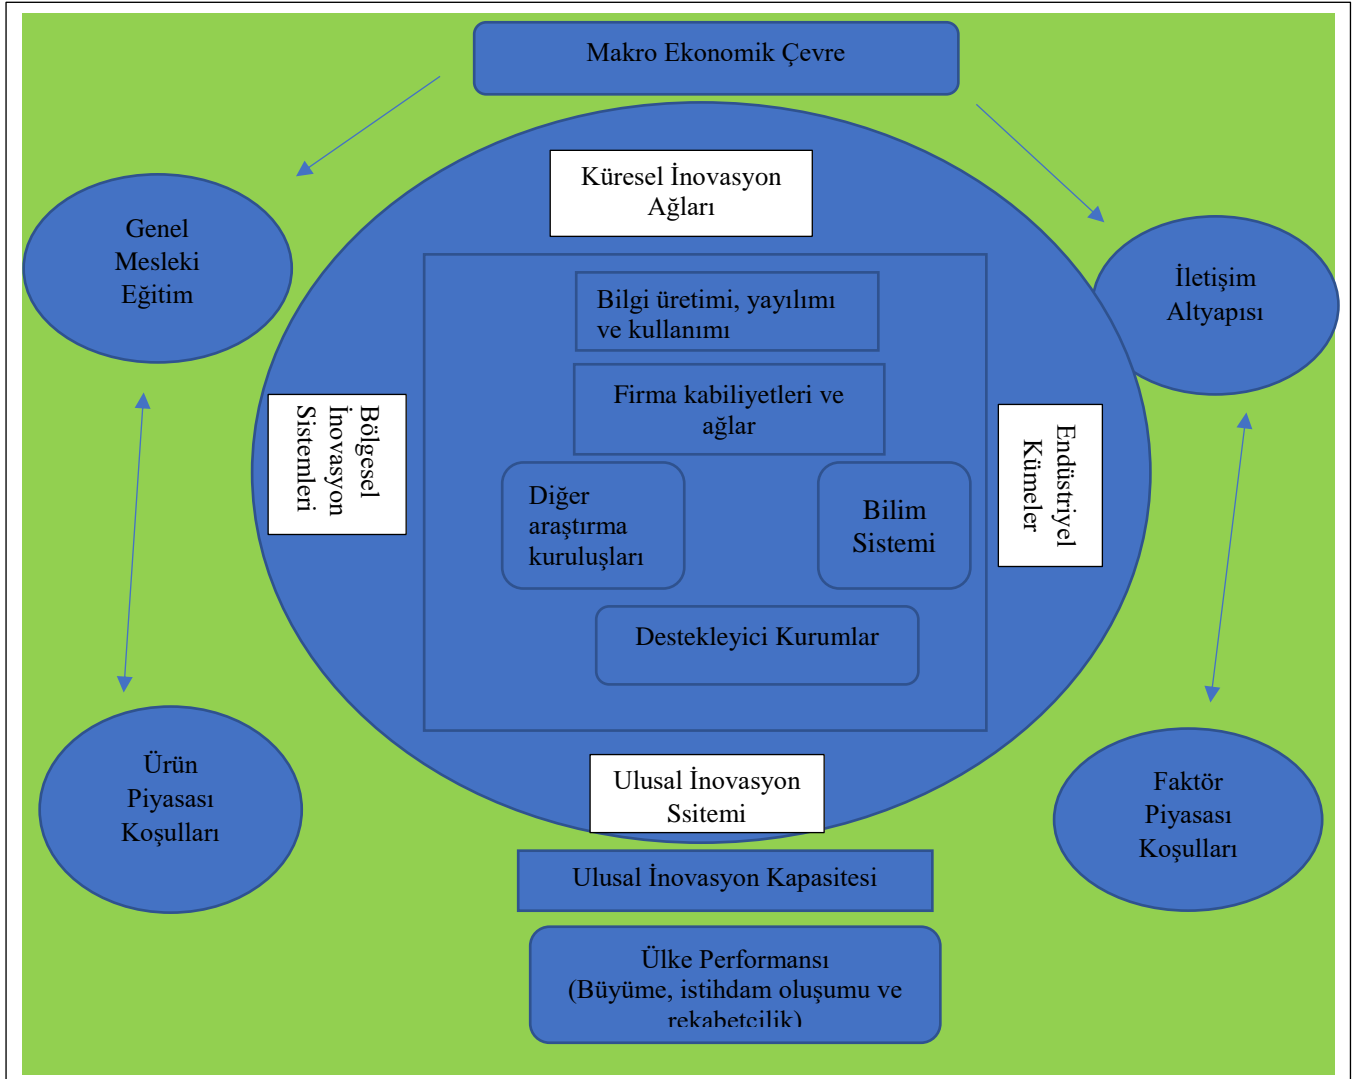 Makro Ekonomik Çevre
Küresel İnovasyon
Ağları
Genel
Mesleki
Eğitim
İletişim
Altyapısı
Bilgi üretimi, yayılımı
ve kullanımı
Firma kabiliyetleri ve
ağlar
Bölgesel
İnovasyon
Sistemleri
Endüstriyel
Kümeler
Diğer
araştırma
kuruluşları
Bilim
Sistemi
Destekleyici Kurumlar
Ürün
Piyasası
Koşulları
Ulusal İnovasyon
Ssitemi
Faktör
Piyasası
Koşulları
Ulusal İnovasyon Kapasitesi
Ülke Performansı
(Büyüme, istihdam oluşumu ve
rekabetcilik)